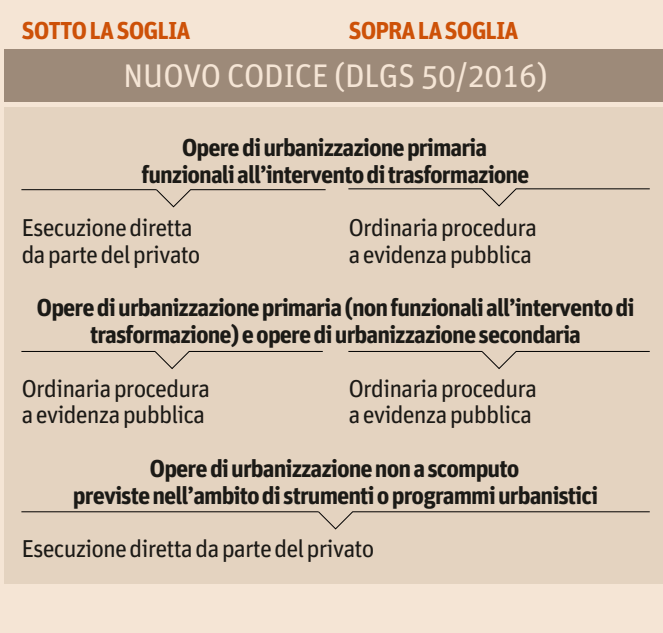 SOTTO LA SOGLIA
SOPRA LA SOGLIA
NUOVO CODICE (DLGS 50/2016)
Opere di urbanizzazione primaria
funzionali all'intervento di trasformazione
Esecuzione diretta
da parte del privato
Ordinaria procedura
a evidenza pubblica
Opere di urbanizzazione primaria (non funzionali all'intervento di
trasformazione) e opere di urbanizzazione secondaria
Ordinaria procedura
a evidenza pubblica
Ordinaria procedura
a evidenza pubblica
Opere di urbanizzazione non a scomputo
previste nell'ambito di strumenti o programmi urbanistici
Esecuzione diretta da parte del privato